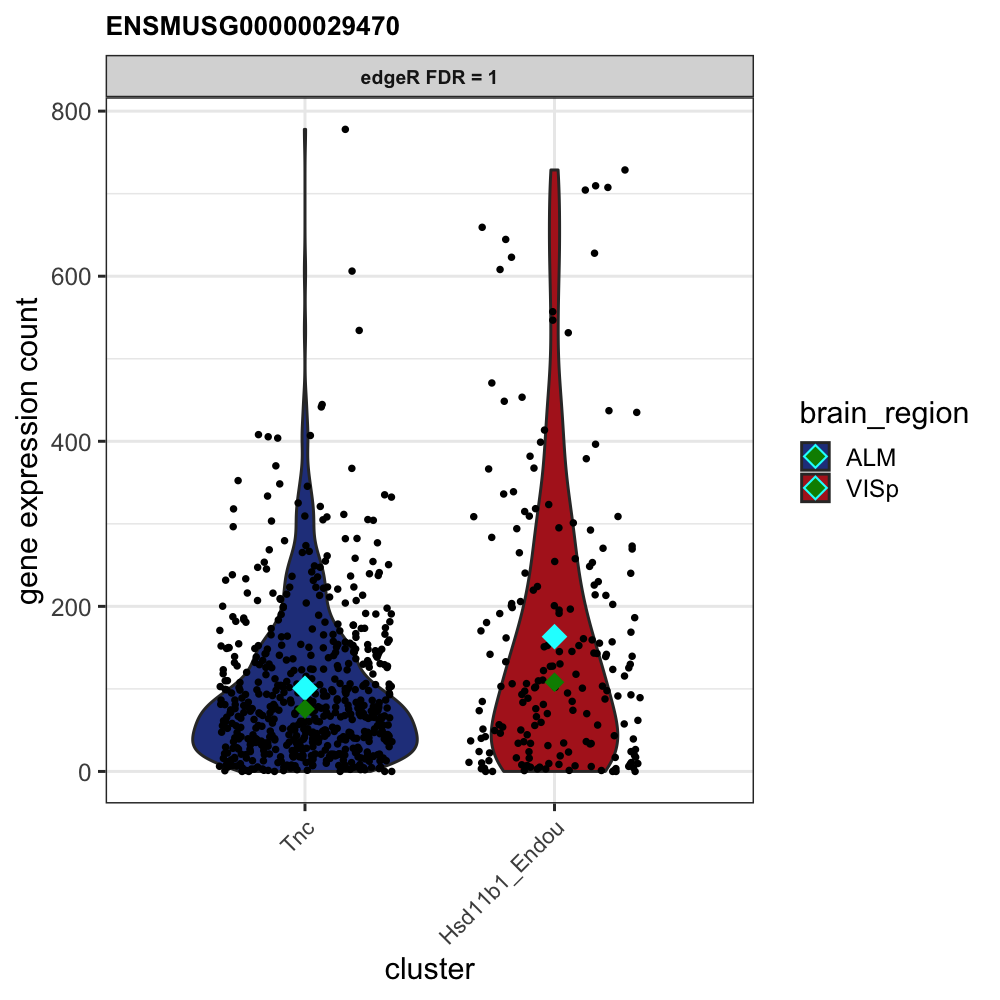 ENSMUSG00000029470
edgeR FDR = 1
800
600
400
200
0
gene expression count
Tnc
Hsd11b1_Endou
cluster
brain_region
ALM
VISp